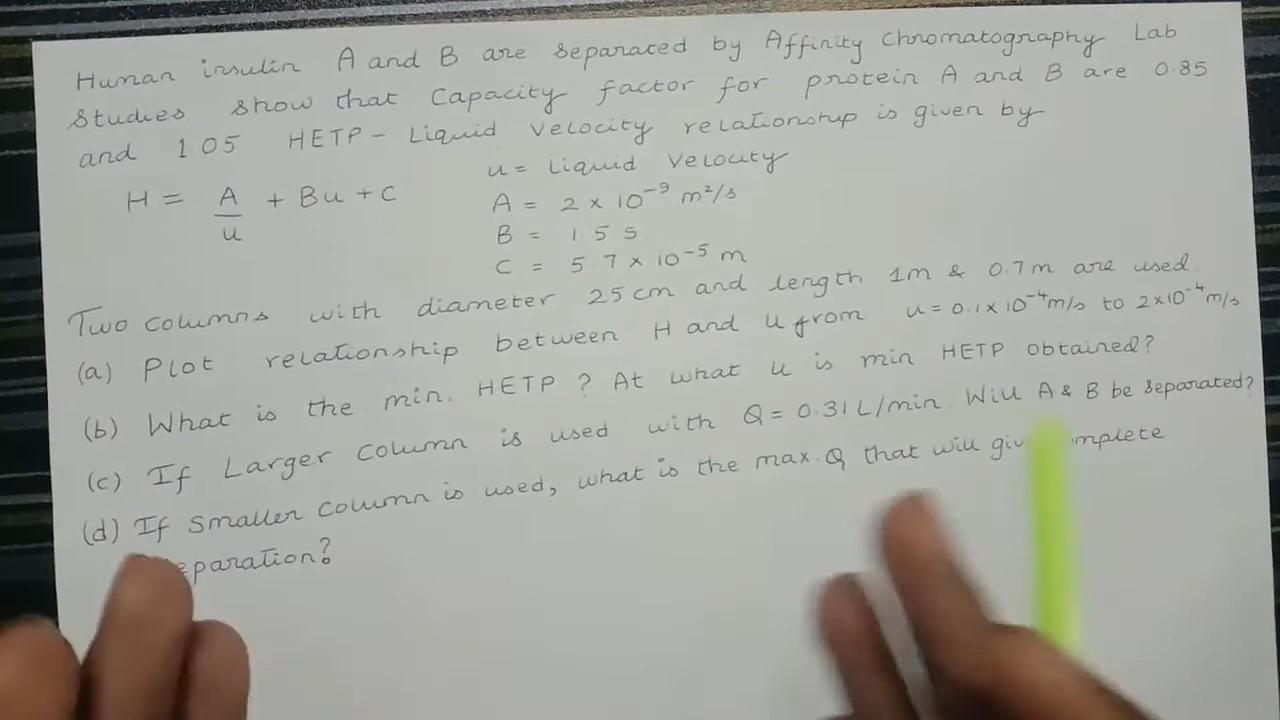 Human insulin A and B are separated by Affinity Chromatography Lab
Studies show that Capacity factor for protein A and B are 0.85
and 1.05 HETP - Liquid Velocity relationship is given by
H = A/u + Bu + C
u = Liquid Velocity
A = 2 x 10⁻⁹ m²/s
B = 1.5 s
C = 5.7 x 10⁻⁵ m
Two columns with diameter 25 cm and length 1m & 0.7m are used
(a) Plot relationship between H and u from u = 0.1 x 10⁻⁴ m/s to 2 x 10⁻⁴ m/s
(b) What is the min. HETP? At what u is min HETP obtained?
(c) If Larger column is used with Q = 0.31 L/min Will A & B be separated?
(d) If smaller column is used, what is the max. Q that will complete